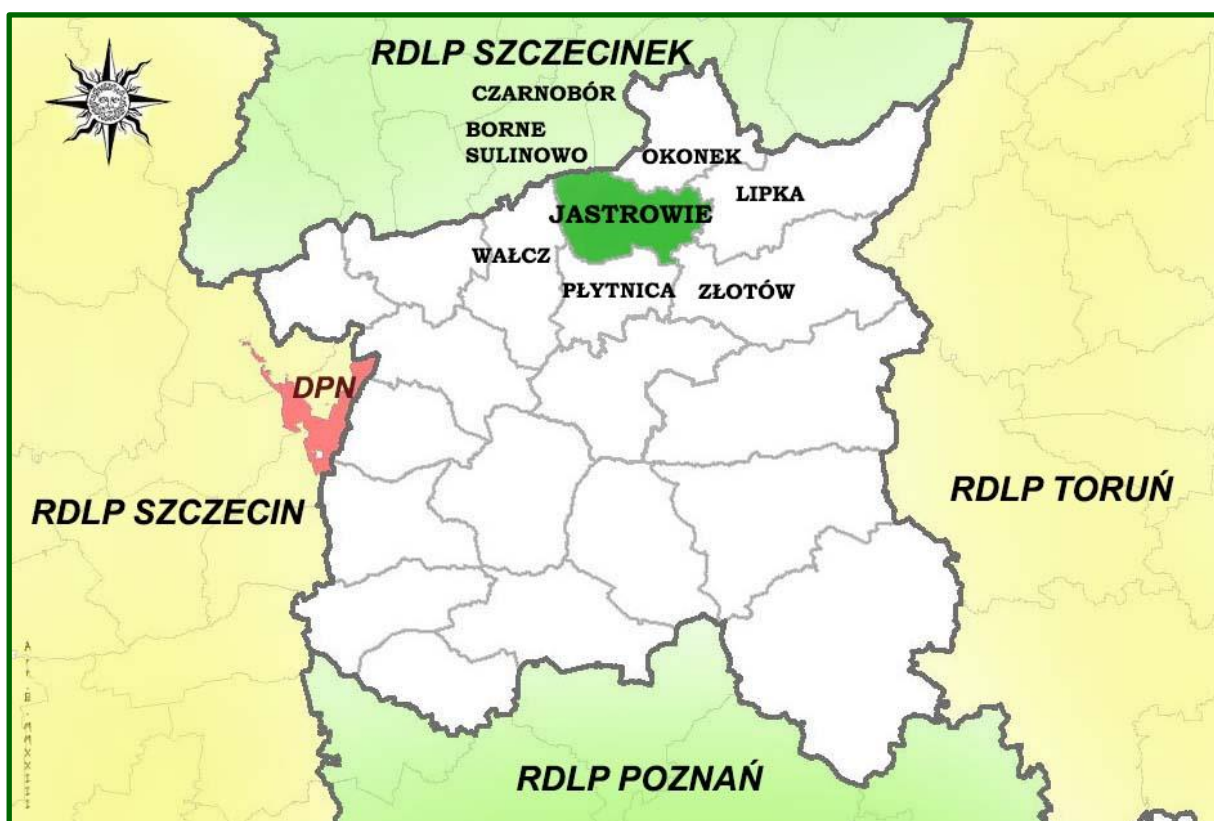 RDLP SZCZECINEK
CZARNOBÓR
BORNE
SULINOWO
OKONEK
LIPKA
JASTROWIE
WAŁCZ
PŁYTNICA
ZŁOTÓW
DPN
RDLP SZCZECIN
RDLP TORUŃ
RDLP POZNAŃ